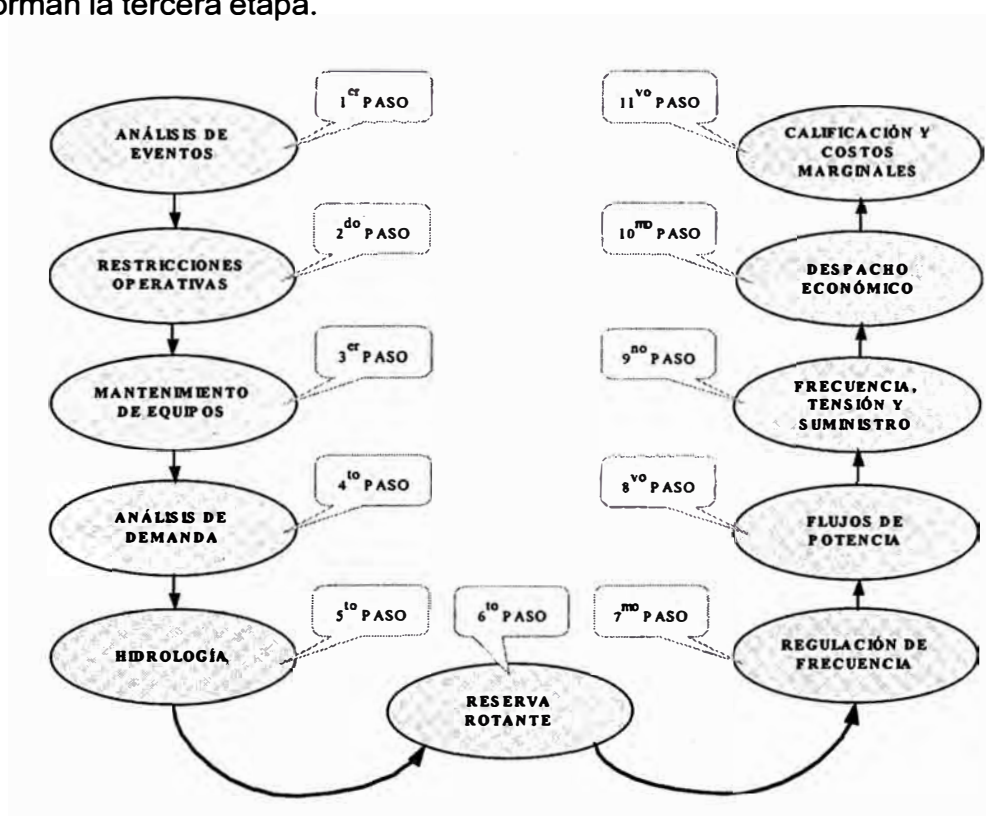 orman la tercera etapa.
1er PASO
ANÁLISIS DE
EVENTOS
2do PASO
RESTRICCIONES
OPERATIVAS
3er PASO
MANTENIMIENTO
DE EQUIPOS
4to PASO
ANÁLISIS DE
DEMANDA
5to PASO
HIDROLOGÍA
6to PASO
RESERVA
ROTANTE
7mo PASO
REGULACIÓN DE
FRECUENCIA
8vo PASO
FLUJOS DE
POTENCIA
9no PASO
FRECUENCIA,
TENSIÓN Y
SUMINISTRO
10mo PASO
DESPACHO
ECONÓMICO
11vo PASO
CALIFICACIÓN Y
COSTOS
MARGINALES